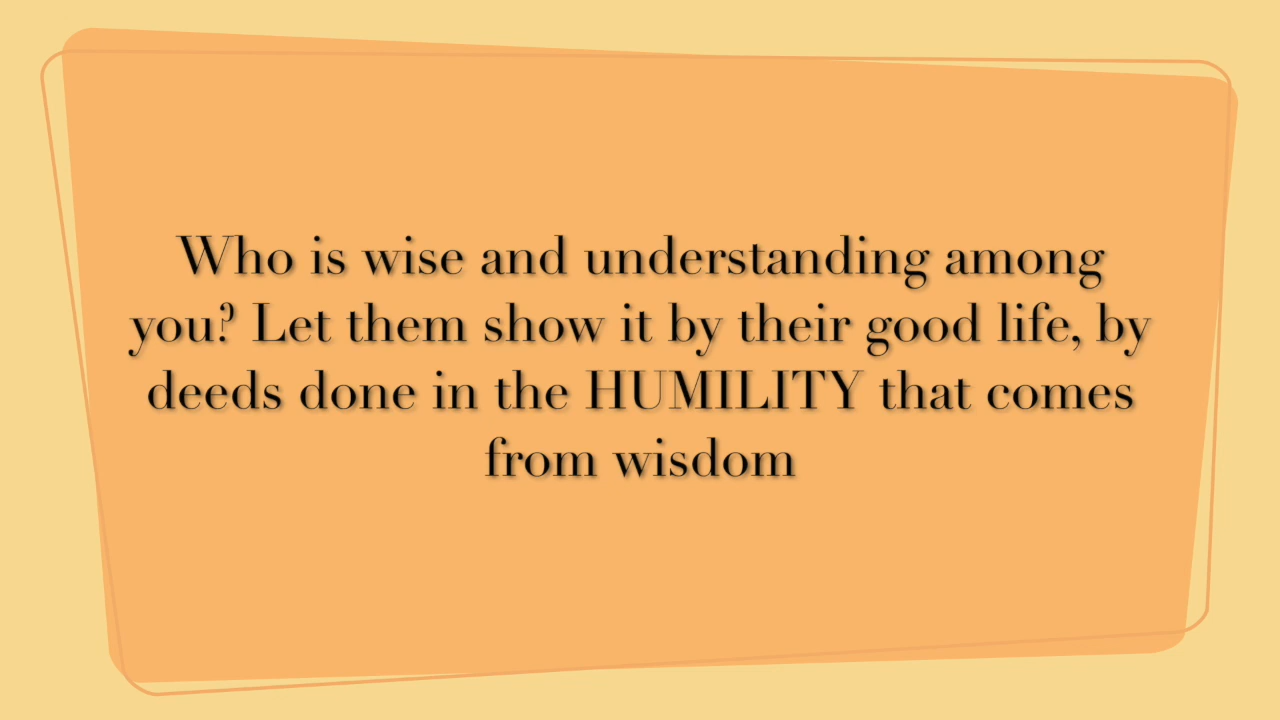 Who is wise and understanding among
you? Let them show it by their good life, by
deeds done in the HUMILITY that comes
from wisdom